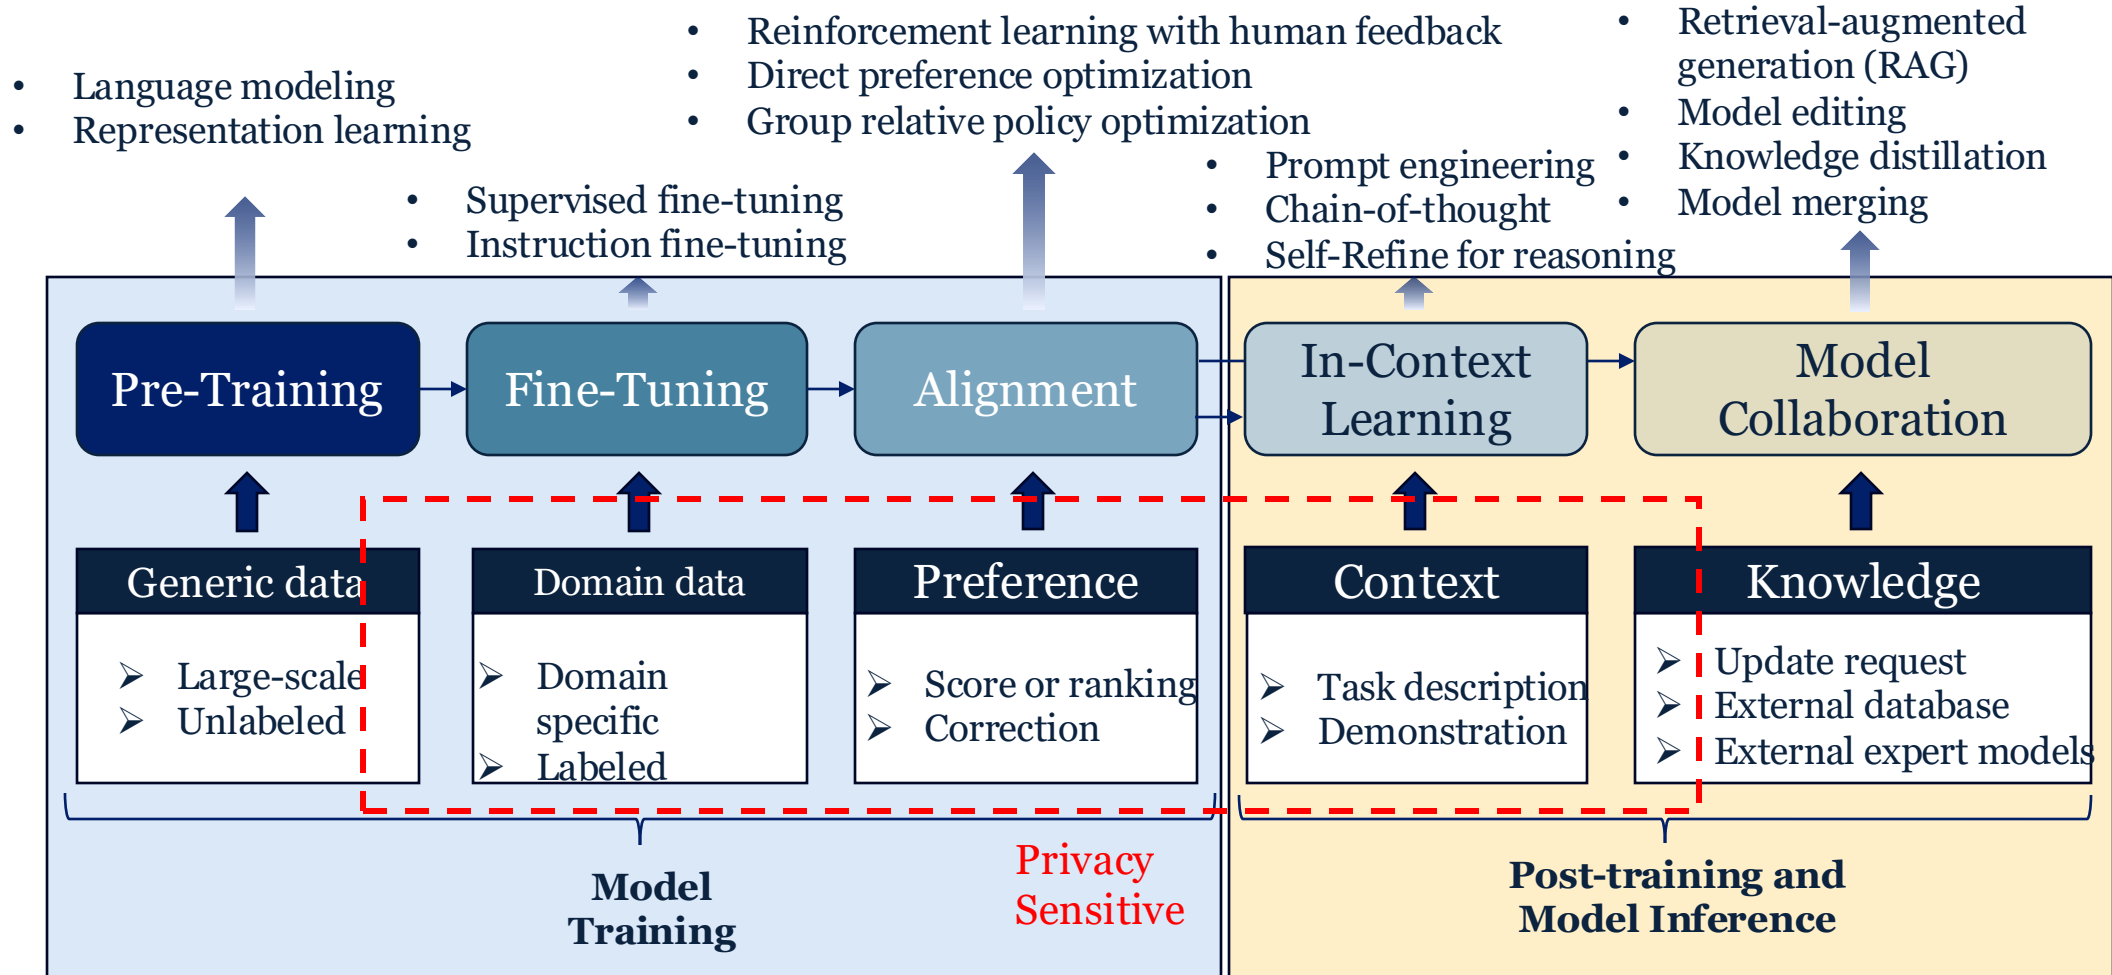 Language modeling
Representation learning
Supervised fine-tuning
Instruction fine-tuning
Reinforcement learning with human feedback
Direct preference optimization
Group relative policy optimization
Prompt engineering
Chain-of-thought
Self-Refine for reasoning
Retrieval-augmented
generation (RAG)
Model editing
Knowledge distillation
Model merging
Pre-Training
Fine-Tuning
Alignment
In-Context
Learning
Model
Collaboration
Generic data
Large-scale
Unlabeled
Domain data
Domain
specific
Labeled
Preference
Score or ranking
Correction
Context
Task description
Demonstration
Knowledge
Update request
External database
External expert models
Model
Training
Privacy
Sensitive
Post-training and
Model Inference